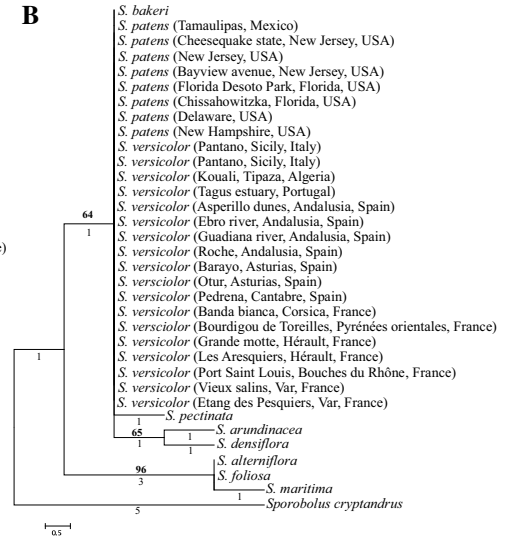 B
S. bakeri
S. patens (Tamaulipas, Mexico)
S. patens (Cheesequake state, New Jersey, USA)
S. patens (New Jersey, USA)
S. patens (Bayview avenue, New Jersey, USA)
S. patens (Florida Desoto Park, Florida, USA)
S. patens (Chissahowitzka, Florida, USA)
S. patens (Delaware, USA)
S. patens (New Hampshire, USA)
S. versicolor (Pantano, Sicily, Italy)
S. versicolor (Pantano, Sicily, Italy)
S. versicolor (Kouali, Tipaza, Algeria)
S. versicolor (Tagus estuary, Portugal)
S. versicolor (Asperillo dunes, Andalusia, Spain)
S. versicolor (Ebro river, Andalusia, Spain)
64
1
S. versicolor (Guadiana river, Andalusia, Spain)
e)
S. versicolor (Roche, Andalusia, Spain)
S. versicolor (Barayo, Asturias, Spain)
S. versciolor (Otur, Asturias, Spain)
S. versicolor (Pedrena, Cantabre, Spain)
S. versicolor (Banda bianca, Corsica, France)
S. versciolor (Bourdigou de Toreilles, Pyrénées orientales, France)
S. versicolor (Grande motte, Hérault, France)
1
S. versicolor (Les Aresquiers, Hérault, France)
S. versicolor (Port Saint Louis, Bouches du Rhône, France)
S. versicolor (Vieux salins, Var, France)
S. versicolor (Etang des Pesquiers, Var, France)
S. pectinata
1
65
1
S. arundinacea
1
S. densiflora
1
S. alterniflora
96
3
S. foliosa
S. maritima
1
Sporobolus cryptandrus
5
0.5